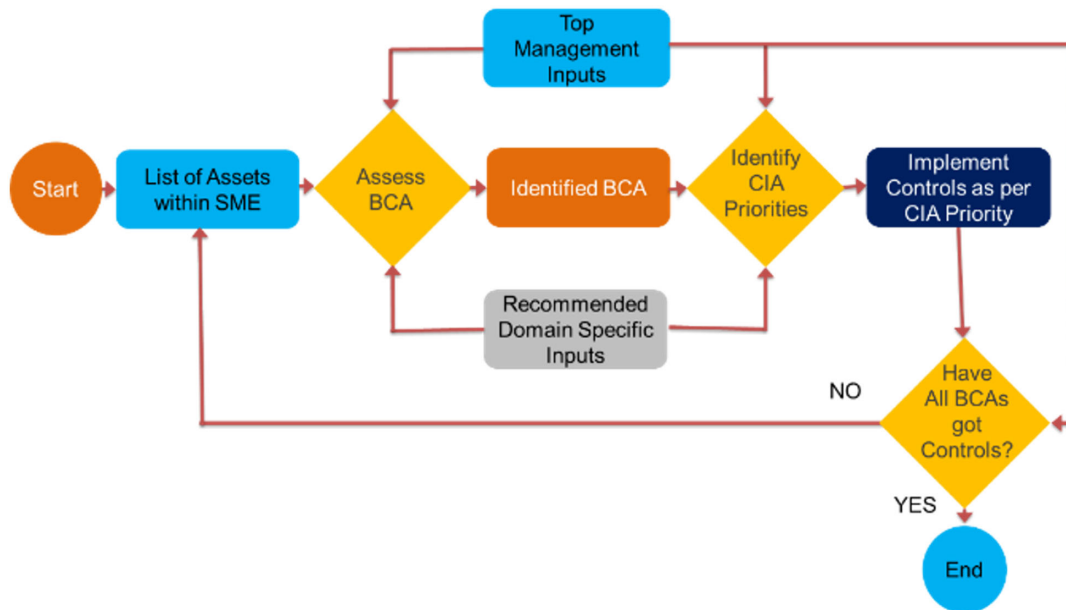 Top
Management
Inputs
Start
List of Assets
within SME
Assess
BCA
Identified BCA
Identify
CIA
Priorities
Implement
Controls as per
CIA Priority
Recommended
Domain Specific
Inputs
NO
Have
All BCAs
got
Controls?
YES
End